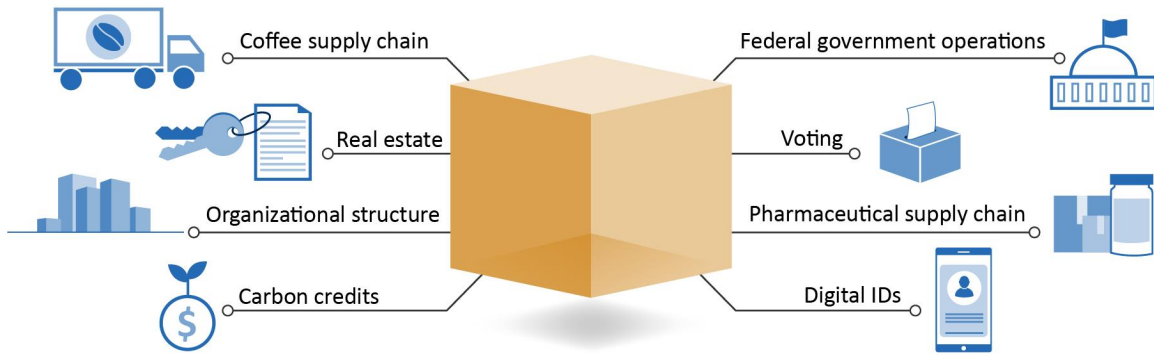 Coffee supply chain
Federal government operations
Real estate
Voting
Organizational structure
Pharmaceutical supply chain
$
Carbon credits
Digital IDs